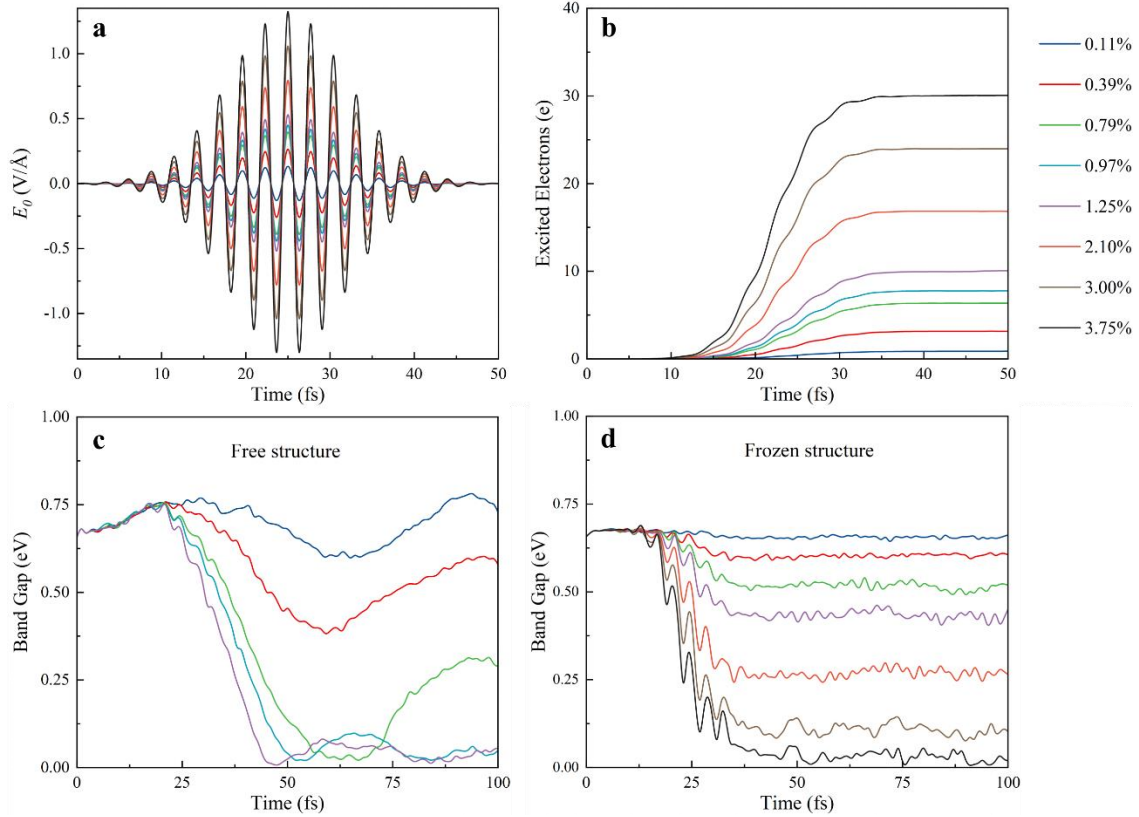 a
1.0
0.5
0.0
-0.5
-1.0
E0 (V/Å)
0 10 20 30 40 50
Time (fs)
b
40
30
20
10
0
Excited Electrons (e)
0 10 20 30 40 50
Time (fs)
0.11%
0.39%
0.79%
0.97%
1.25%
2.10%
3.00%
3.75%
c
Free structure
1.00
0.75
0.50
0.25
0.00
Band Gap (eV)
0 25 50 75 100
Time (fs)
d
Frozen structure
1.00
0.75
0.50
0.25
0.00
Band Gap (eV)
0 25 50 75 100
Time (fs)